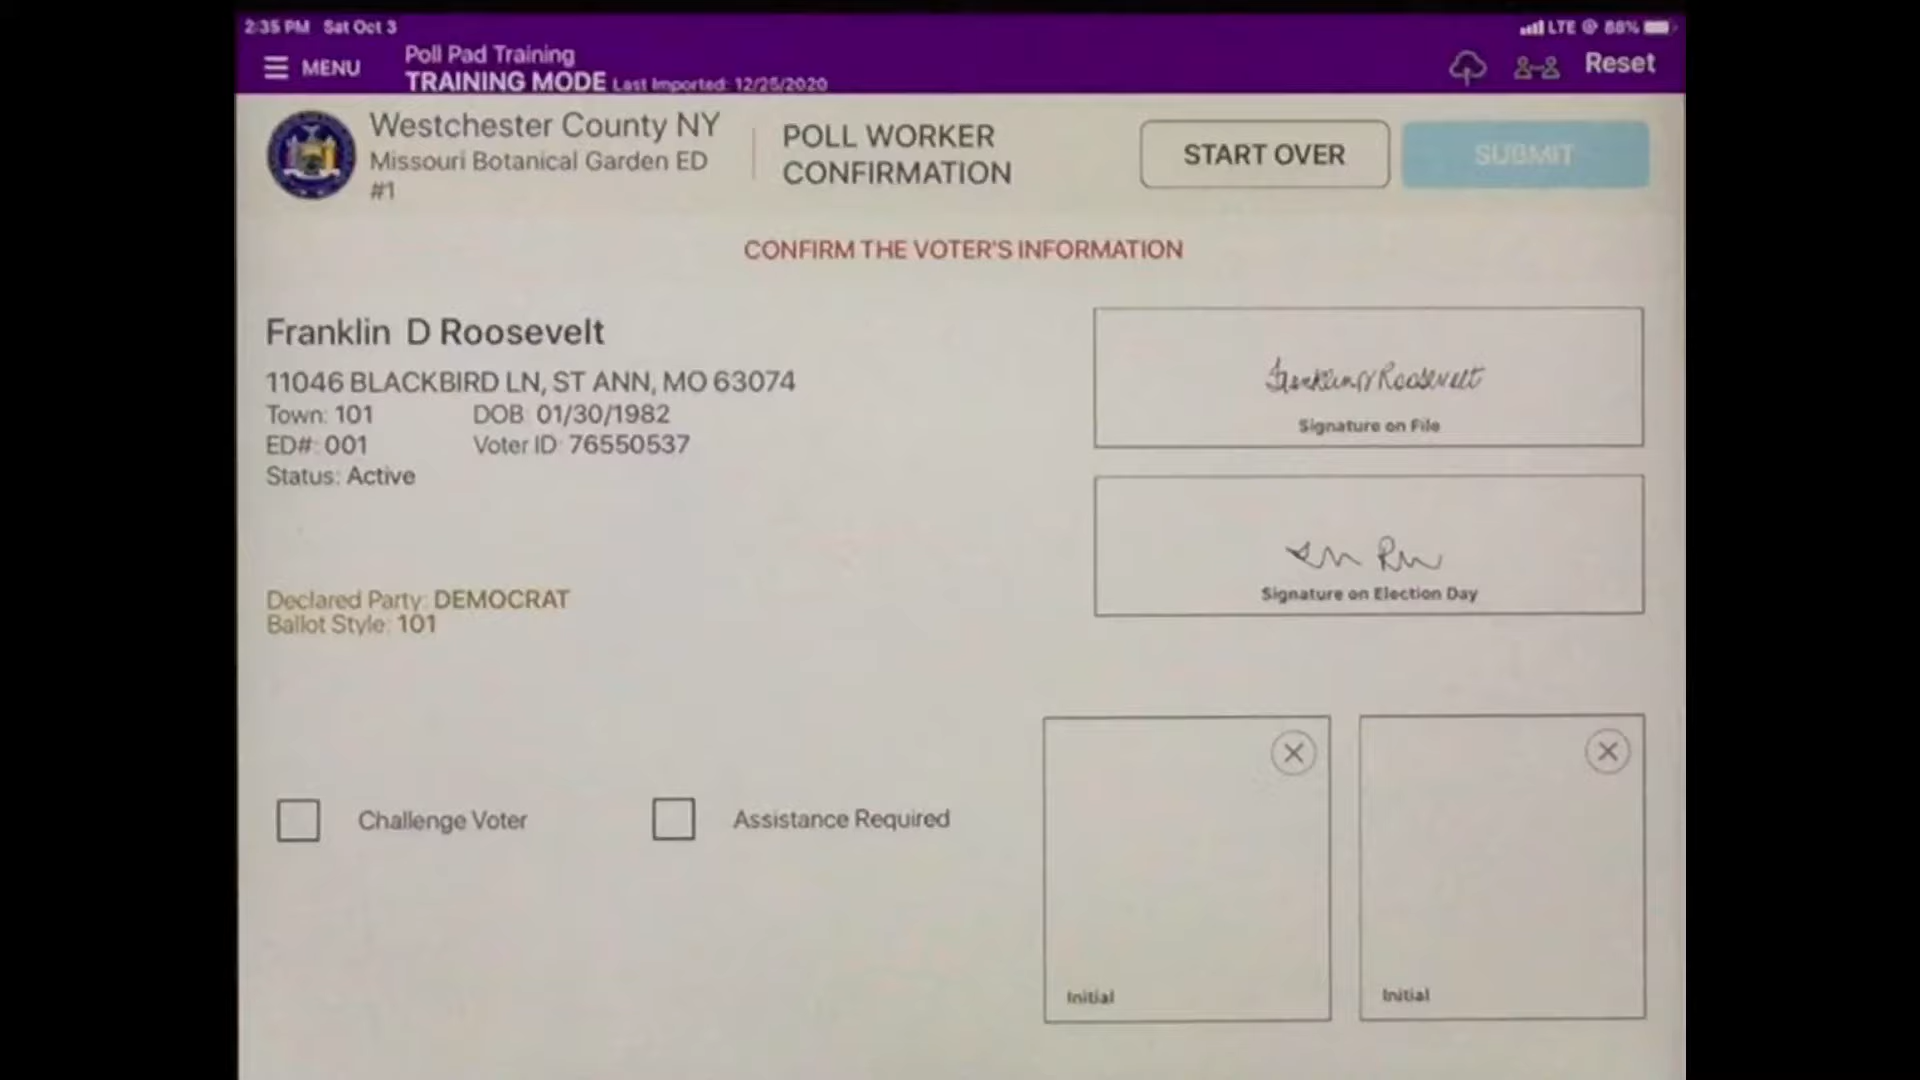 2:35 PM Sat Oct 3 LTE 88%
MENU
Poll Pad Training
TRAINING MODE Last Imported: 12/25/2020
Reset
Westchester County NY
Missouri Botanical Garden ED
#1
POLL WORKER
CONFIRMATION
START OVER
SUBMIT
CONFIRM THE VOTER'S INFORMATION
Franklin D Roosevelt
11046 BLACKBIRD LN, ST ANN, MO 63074
Town: 101 DOB: 01/30/1982
ED#: 001 Voter ID: 76550537
Status: Active
Declared Party: DEMOCRAT
Ballot Style: 101
Roosevelt
Signature on File
Signature on Election Day
Challenge Voter
Assistance Required
Initial
Initial